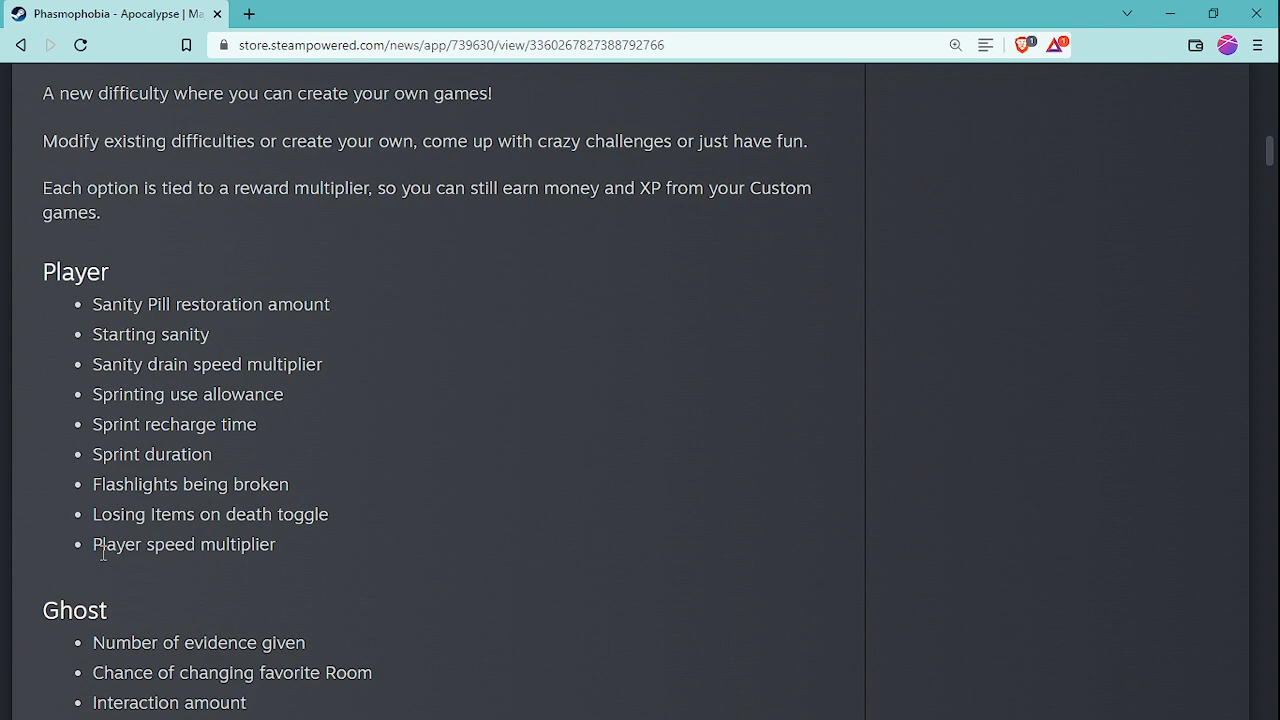 Phasmophobia - Apocalypse | Ma
store.steampowered.com/news/app/739630/view/3360267827388792766
1
1
A new difficulty where you can create your own games!
Modify existing difficulties or create your own, come up with crazy challenges or just have fun.
Each option is tied to a reward multiplier, so you can still earn money and XP from your Custom
games.
Player
• Sanity Pill restoration amount
• Starting sanity
• Sanity drain speed multiplier
• Sprinting use allowance
• Sprint recharge time
• Sprint duration
• Flashlights being broken
• Losing Items on death toggle
• Player speed multiplier
Ghost
• Number of evidence given
• Chance of changing favorite Room
• Interaction amount